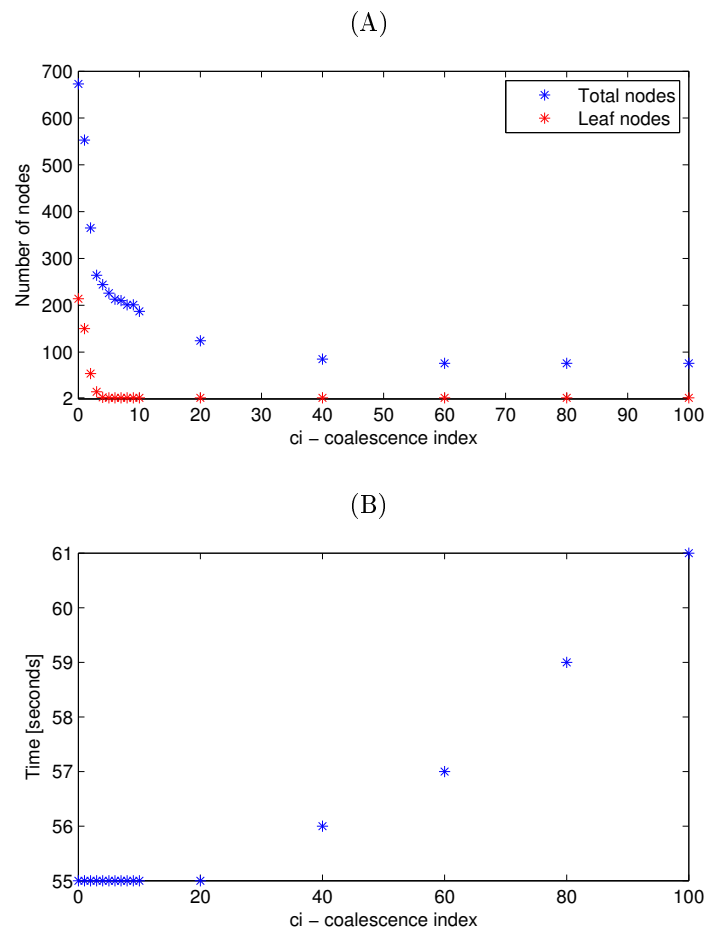 (A)
700
600
500
400
300
200
100
2
Number of nodes
Total nodes
Leaf nodes
0 10 20 30 40 50 60 70 80 90 100
ci − coalescence index
(B)
61
60
59
58
57
56
55
Time [seconds]
0 20 40 60 80 100
ci − coalescence index